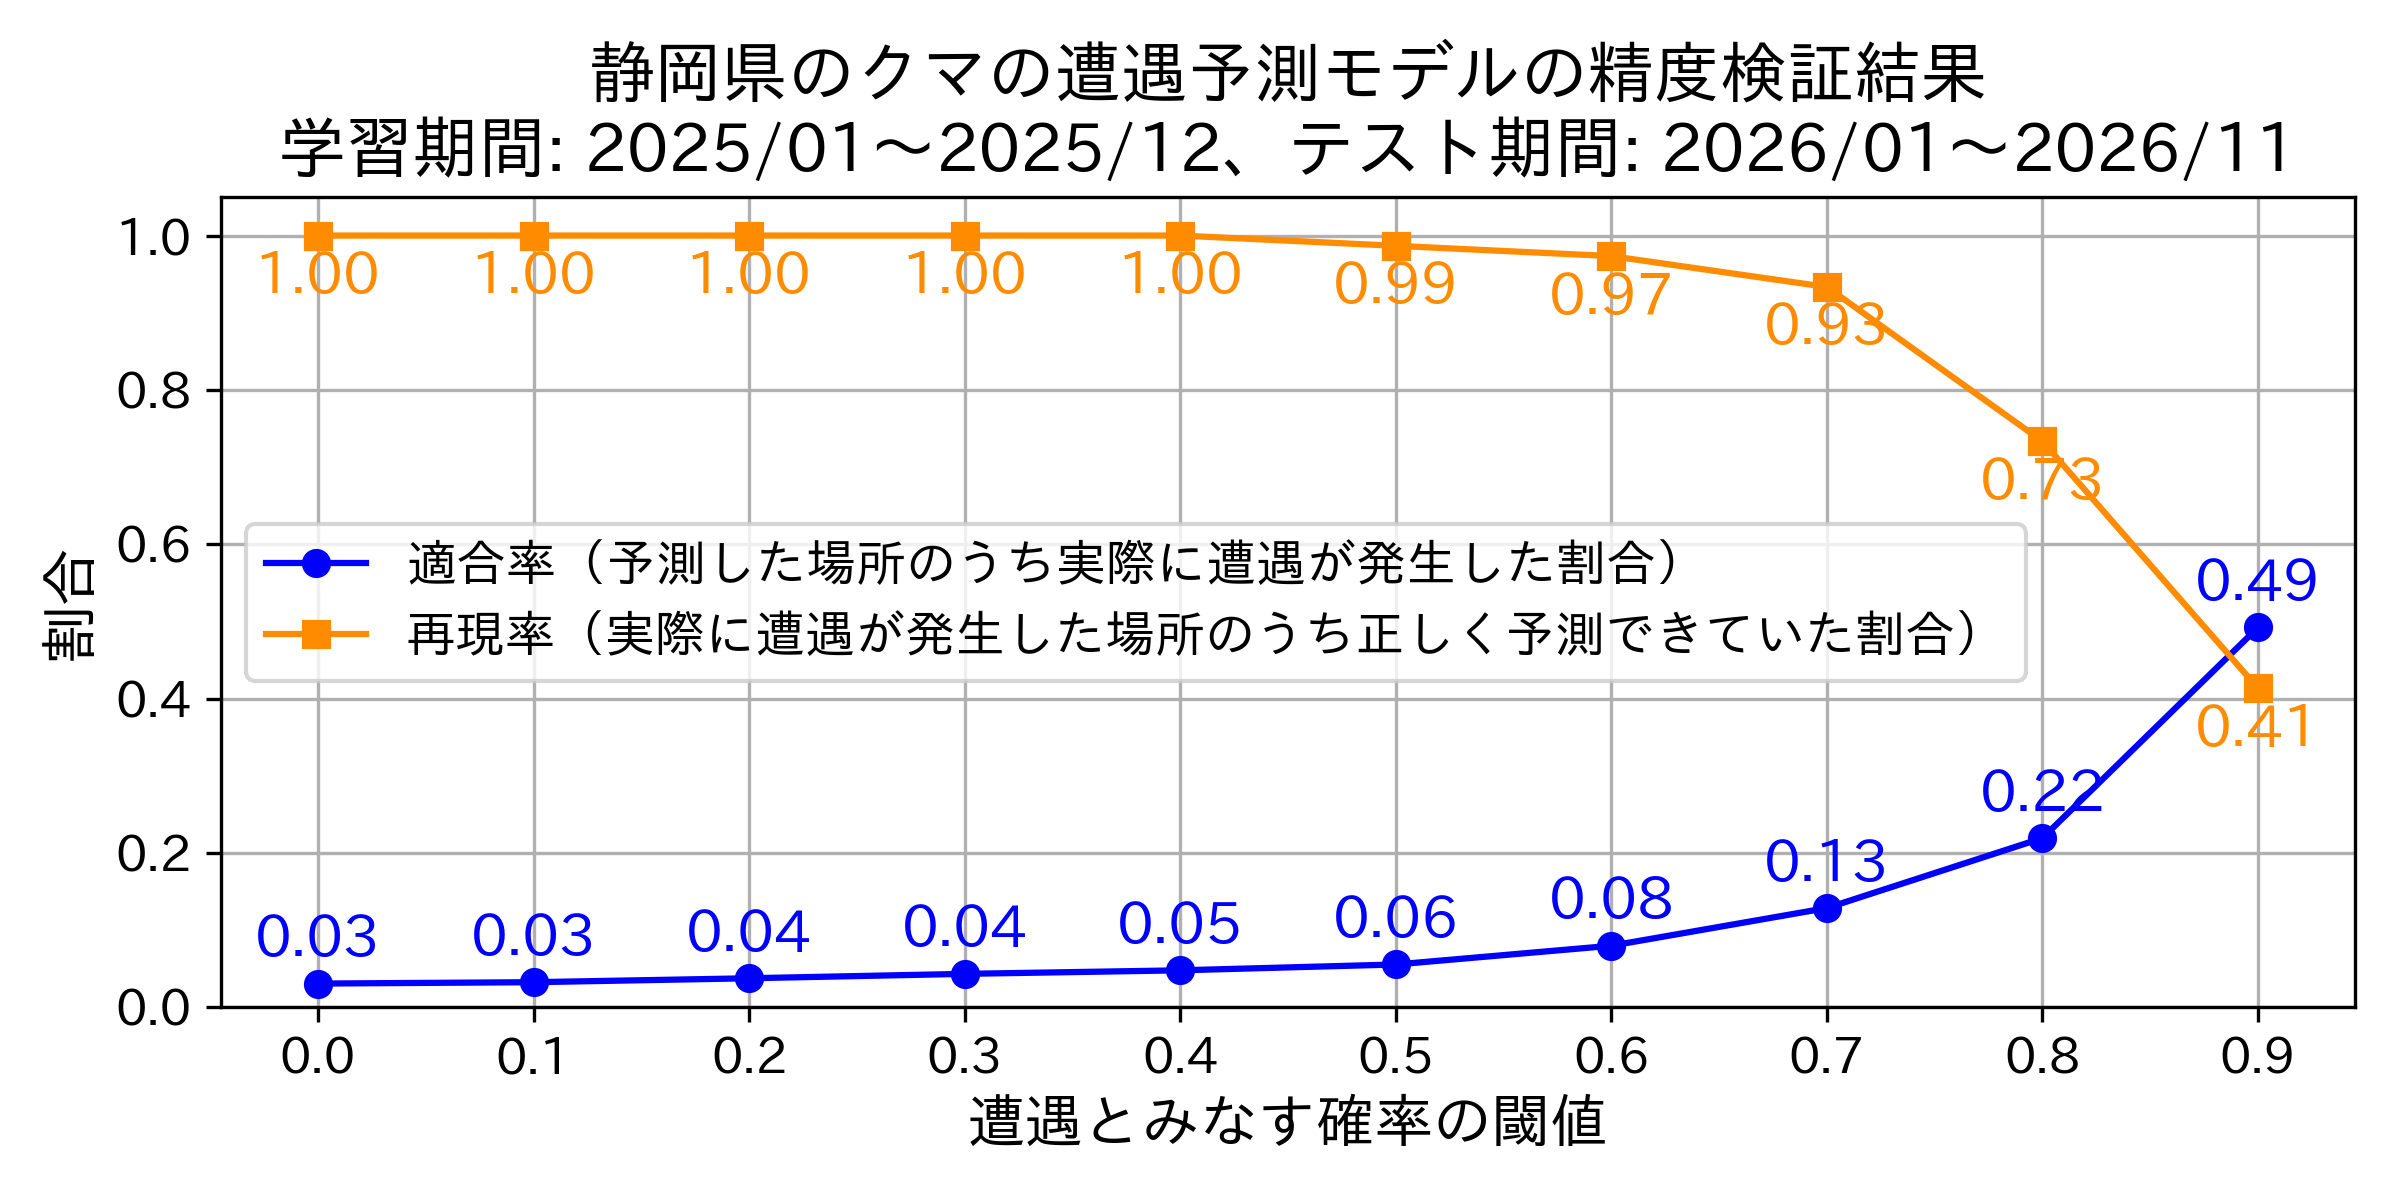 静岡県のクマの遭遇予測モデルの精度検証結果
学習期間: 2025/01～2025/12、テスト期間: 2026/01～2026/11
1.0
0.8
0.6
0.4
0.2
0.0
割合
1.00 1.00 1.00 1.00 1.00 0.99 0.97 0.93 0.73 0.41
適合率（予測した場所のうち実際に遭遇が発生した割合）
再現率（実際に遭遇が発生した場所のうち正しく予測できていた割合）
0.03 0.03 0.04 0.04 0.05 0.06 0.08 0.13 0.22 0.49
0.0 0.1 0.2 0.3 0.4 0.5 0.6 0.7 0.8 0.9
遭遇とみなす確率の閾値